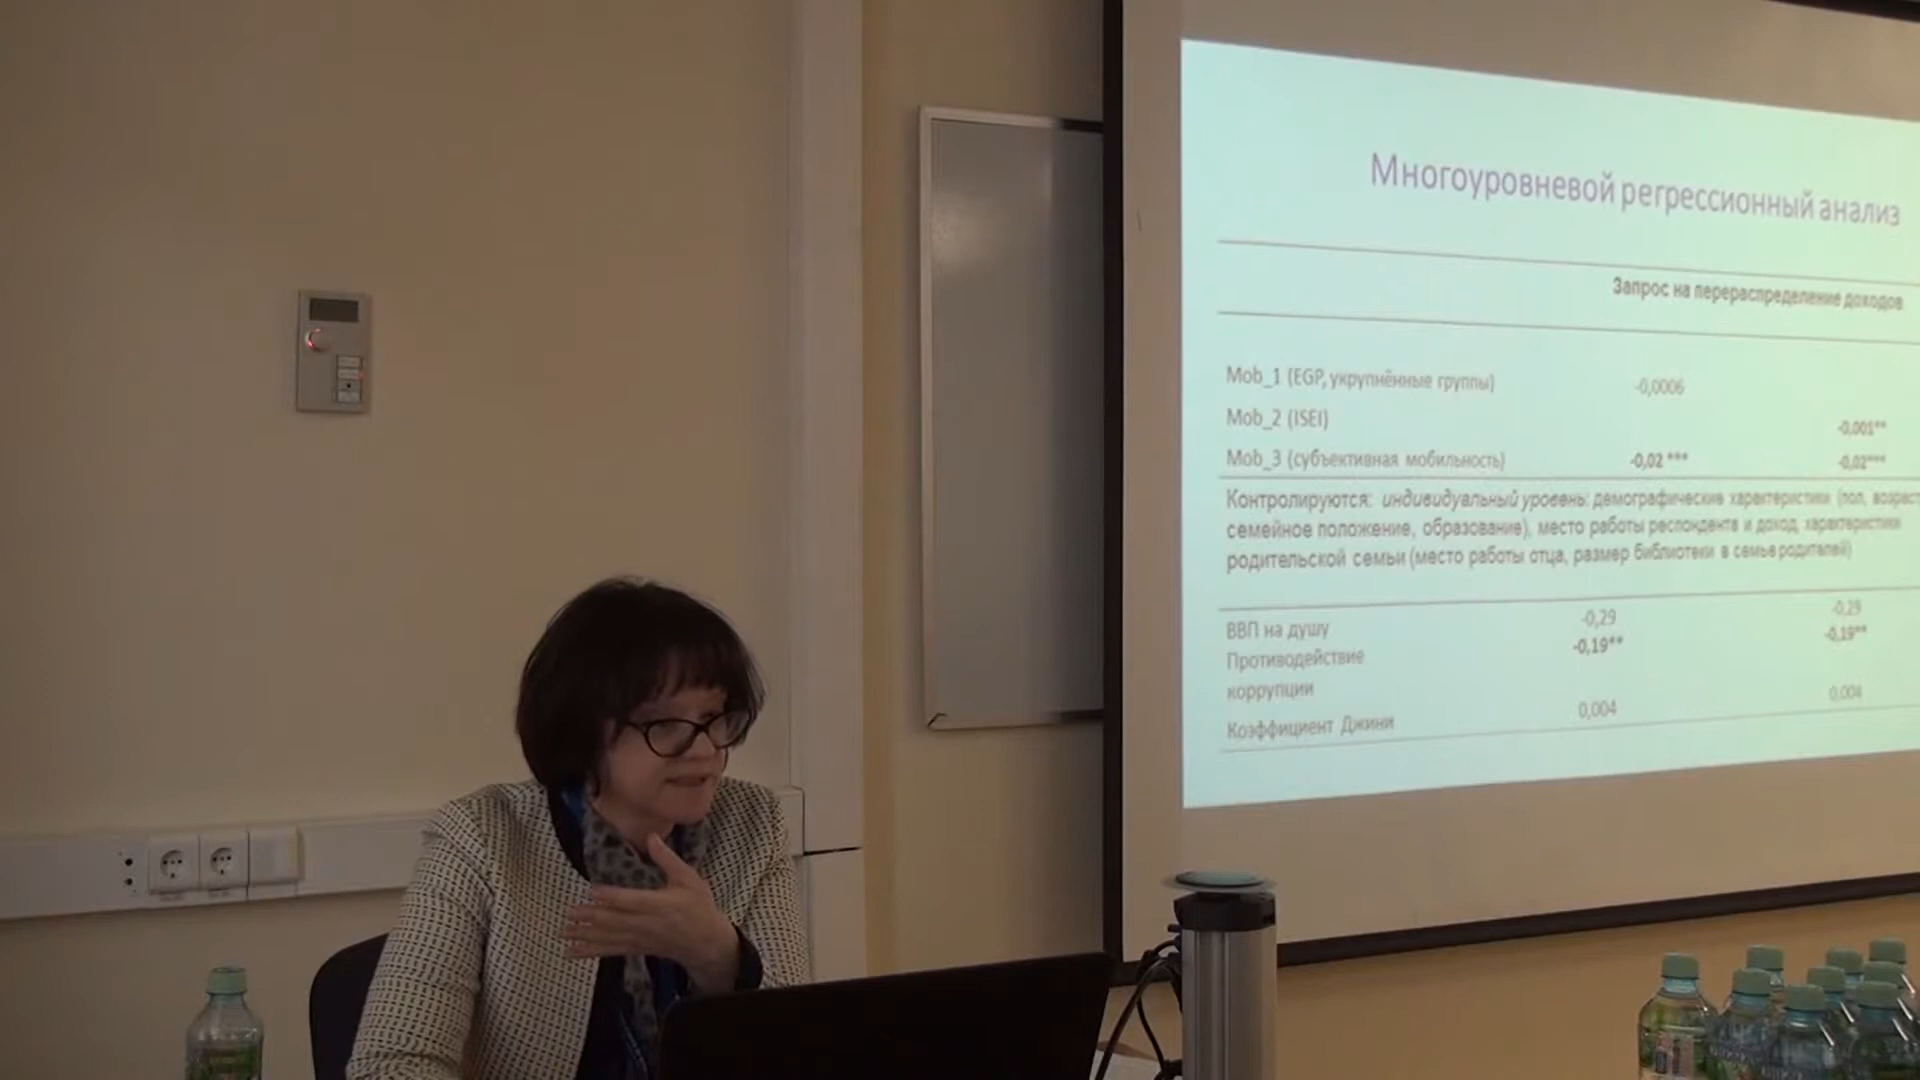 Многоуровневой регрессионный анализ
Запрос на перераспределение доходов
Mob_1 (EGP, укрупнённые группы) -0,0006
Mob_2 (ISEI) -0,001**
Mob_3 (субъективная мобильность) -0,02 *** -0,02***
Контролируются: индивидуальный уровень: демографические характеристики (пол, возраст
семейное положение, образование), место работы респондента и доход, характеристики
родительской семьи (место работы отца, размер библиотеки в семье родителей)
ВВП на душу -0,29 -0,29
Противодействие -0,19** -0,19**
коррупции
Коэффициент Джини 0,004 0,004